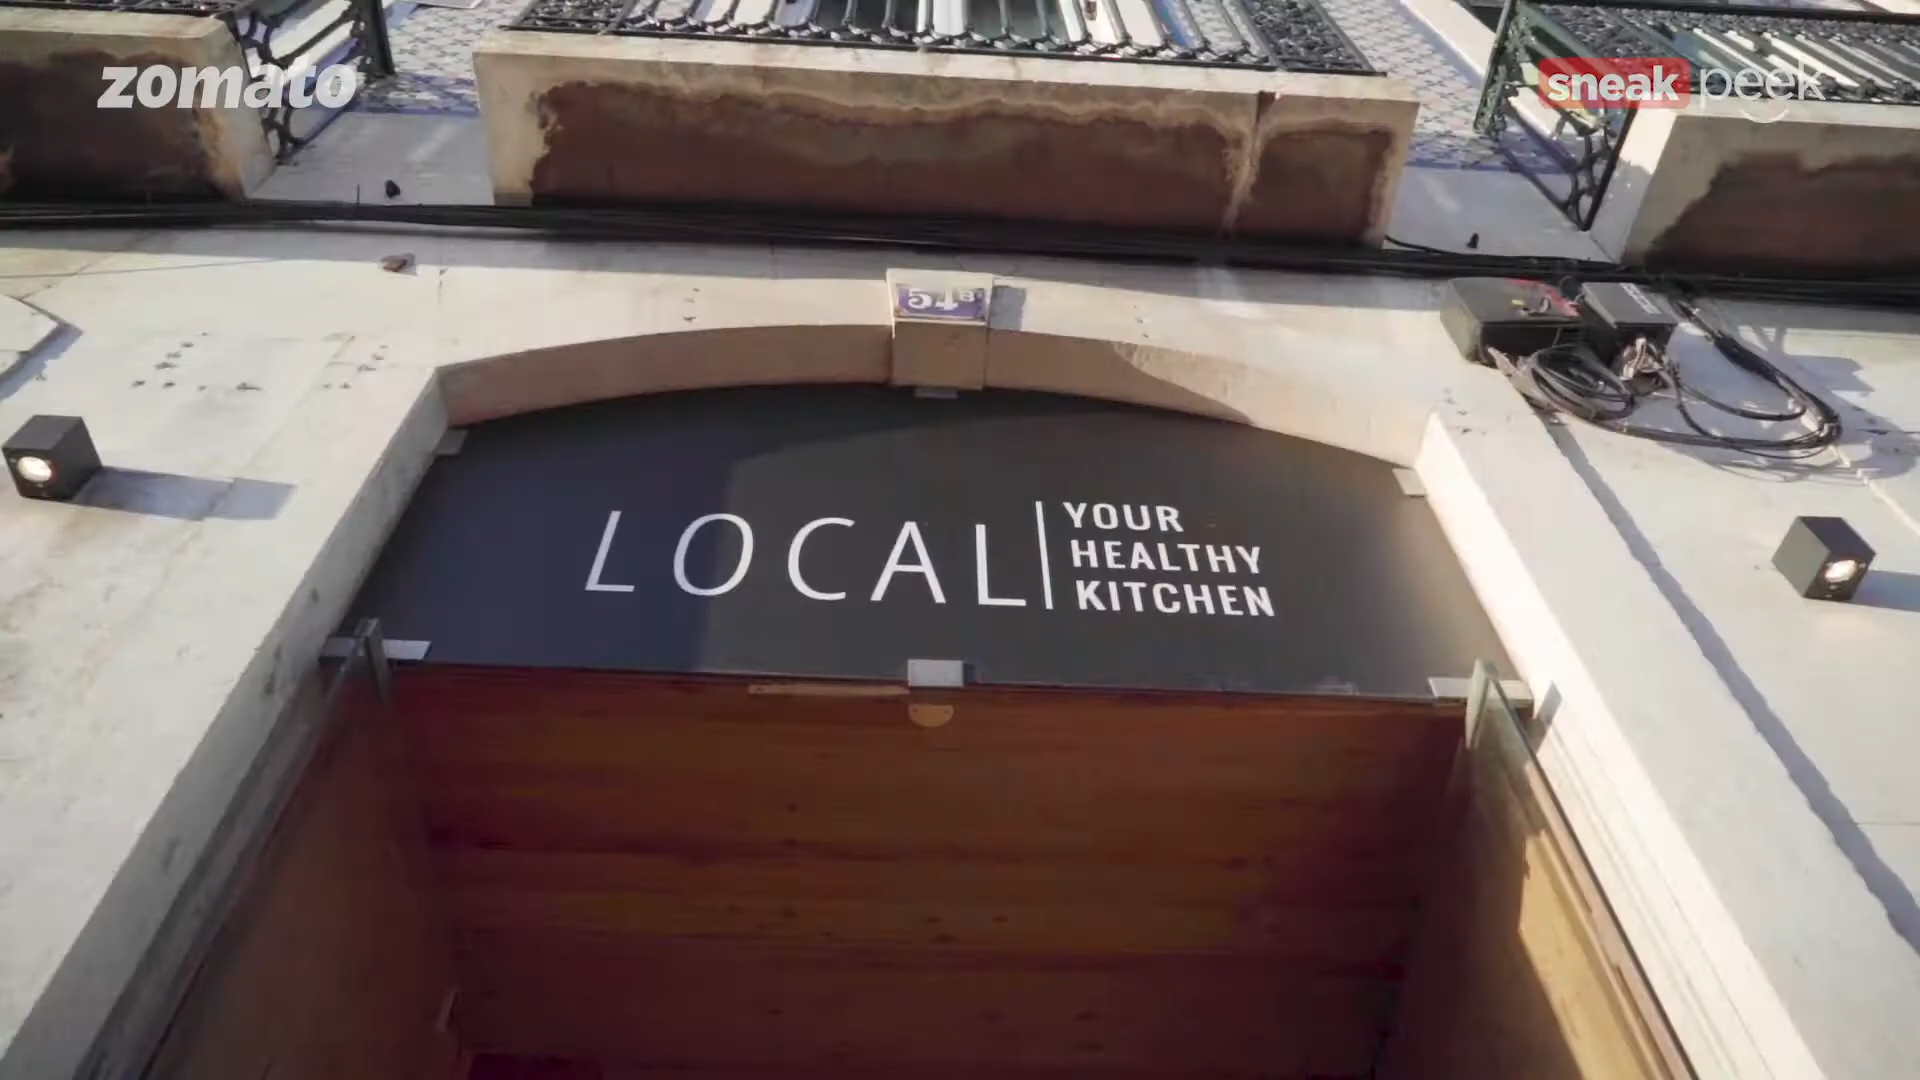 zomato
sneak peek
54B
LOCAL
YOUR
HEALTHY
KITCHEN